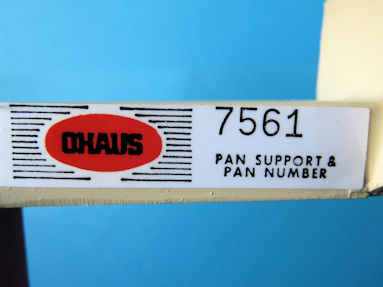 OHAUS
7561
PAN SUPPORT &
PAN NUMBER